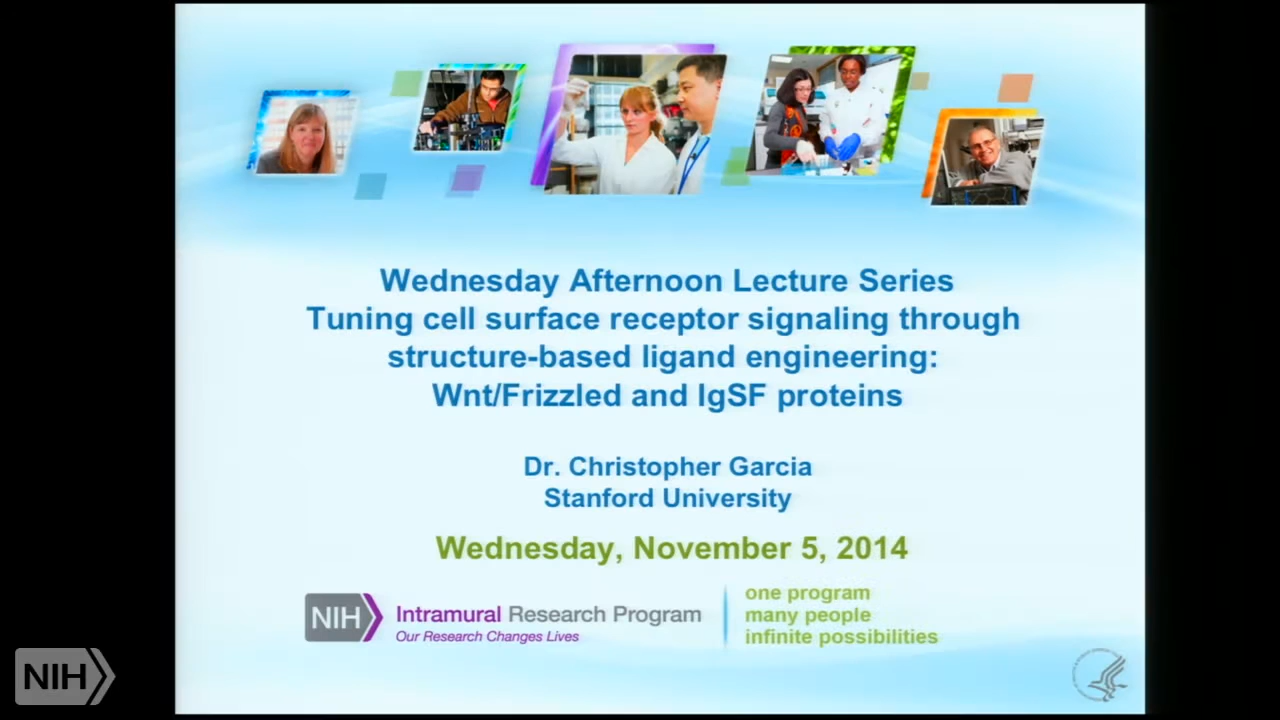 Wednesday Afternoon Lecture Series
Tuning cell surface receptor signaling through
structure-based ligand engineering:
Wnt/Frizzled and IgSF proteins
Dr. Christopher Garcia
Stanford University
Wednesday, November 5, 2014
NIH Intramural Research Program
Our Research Changes Lives
one program
many people
infinite possibilities
NIH